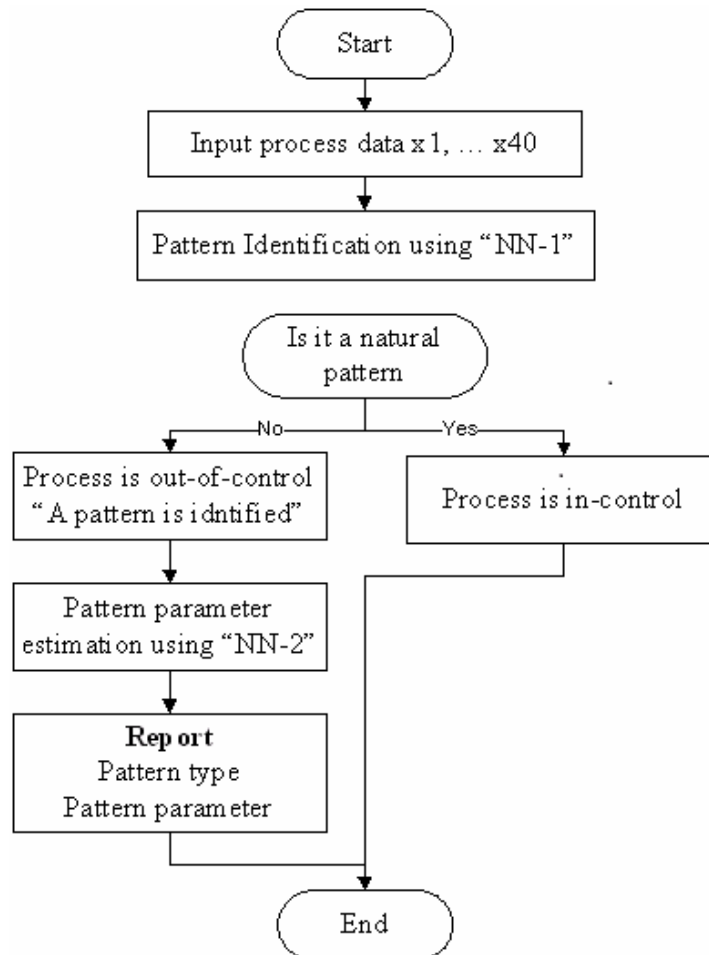 Start
Input process data x1, ... x40
Pattern Identification using “NN-1”
Is it a natural
pattern
No
Yes
Process is out-of-control
“A pattern is idntified”
Process is in-control
Pattern parameter
estimation using “NN-2”
Report
Pattern type
Pattern parameter
End